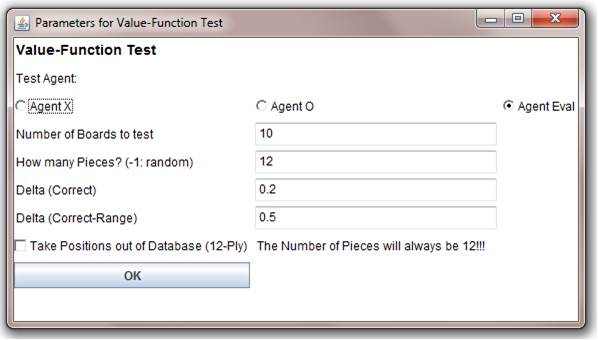 Parameters for Value-Function Test
Value-Function Test
Test Agent:
Agent X Agent O Agent Eval
Number of Boards to test 10
How many Pieces? (-1: random) 12
Delta (Correct) 0.2
Delta (Correct-Range) 0.5
Take Positions out of Database (12-Ply) The Number of Pieces will always be 12!!!
OK